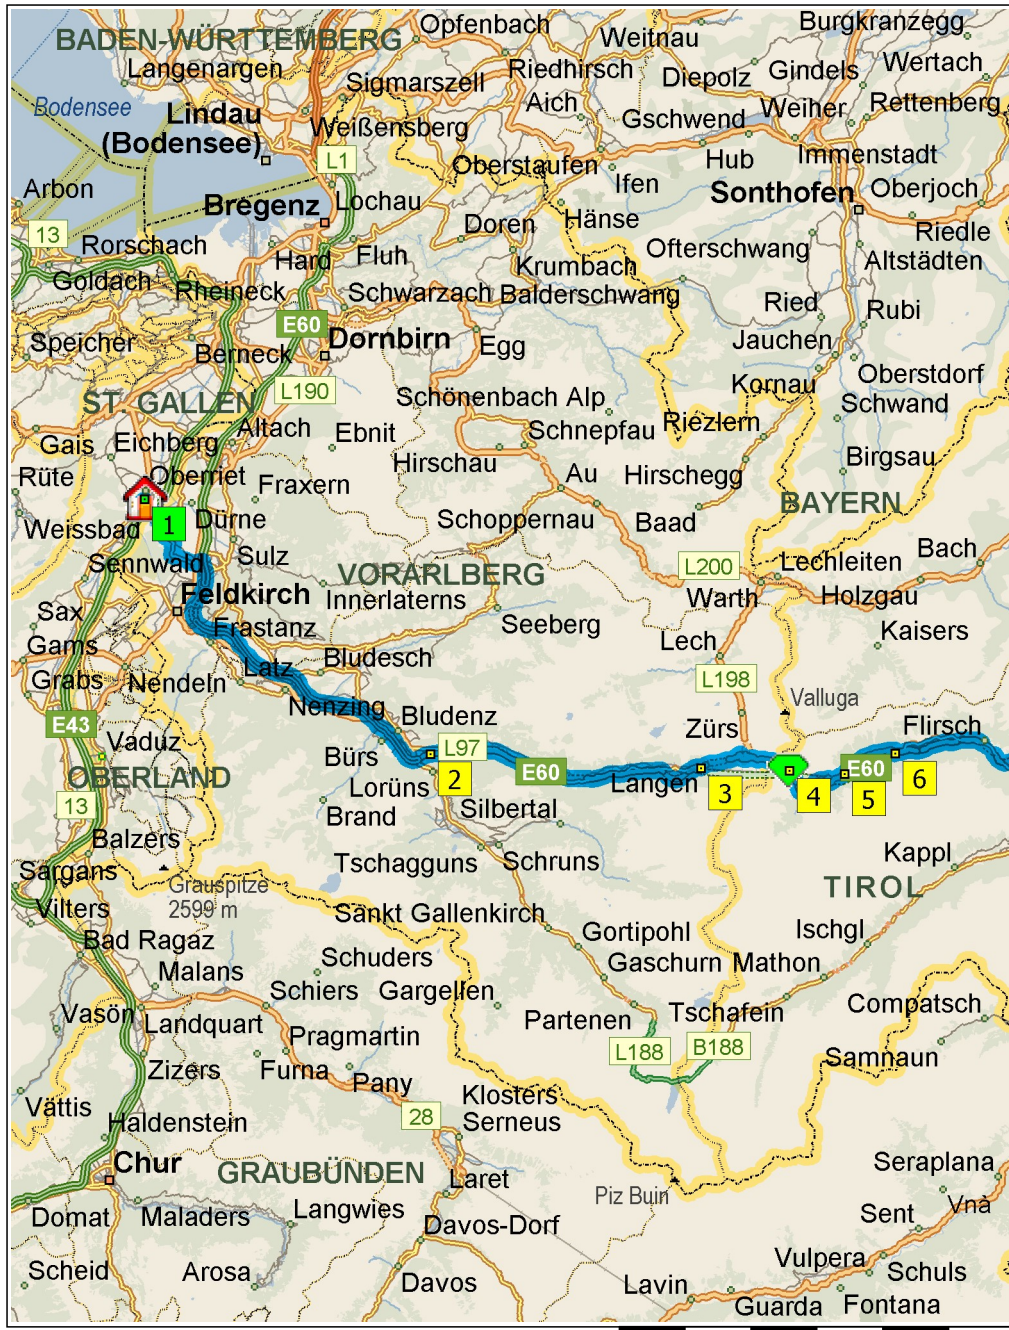 Opfenbach
Burgkranzegg
BADEN-WÜRTTEMBERG
Weitnau
Langenargen
Riedhirsch
Diepolz
Gindels
Wertach
Sigmarszell
Bodensee
Lindau
(Bodensee)
Aich
Gschwend
Weiher
Rettenberg
Weißensberg
L1
Oberstaufen
Hub
Immenstadt
Arbon
Lochau
Ifen
Sonthofen
Oberjoch
Bregenz
Hänse
Doren
13
Rorschach
Riedle
Ofterschwang
Altstädten
Hard
Fluh
Goldach
Rheineck
Krumbach
Schwarzach
Balderschwang
Ried
Rubi
E60
Speicher
Dornbirn
Jauchen
Berneck
Egg
Oberstdorf
L190
Kornau
ST. GALLEN
Schönenbach Alp
Schwand
Altach
Ebnit
Riezlern
Gais
Eichberg
Schnepfau
Hirschau
Birgsau
Rüte
Oberriet
Au
Hirschegg
Fraxern
BAYERN
Weissbad
1
Dürne
Schoppernau
Baad
Sulz
Bach
Sennwald
VORARLBERG
L200
Lechleiten
Feldkirch
Innerlaterns
Warth
Holzgau
Sax
Frastanz
Seeberg
Kaisers
Gams
Lech
Latz
Bludesch
Grabs
Nendeln
L198
Valluga
Nenzing
E43
Bludenz
Zürs
Flirsch
Vaduz
Bürs
L97
OBERLAND
E60
E60
Langen
2
3
4
5
6
Lorüns
13
Brand
Silbertal
Balzers
Tschagguns
Schruns
Kappl
Sargans
Grauspitze
2599 m
TIROL
Vilters
Sankt Gallenkirch
Bad Ragaz
Gortipohl
Ischgl
Malans
Schuders
Gaschurn
Mathon
Schiers
Gargellen
Vasön
Landquart
Partenen
Tschafein
Compatsch
Pragmartin
L188
B188
Samnaun
Zizers
Furna
Pany
Klosters
Serneus
Vättis
28
Haldenstein
Chur
GRAUBÜNDEN
Laret
Seraplana
Piz Buin
Vnà
Domat
Maladers
Langwies
Davos-Dorf
Sent
Scheid
Arosa
Vulpera
Schuls
Davos
Lavin
Guarda
Fontana